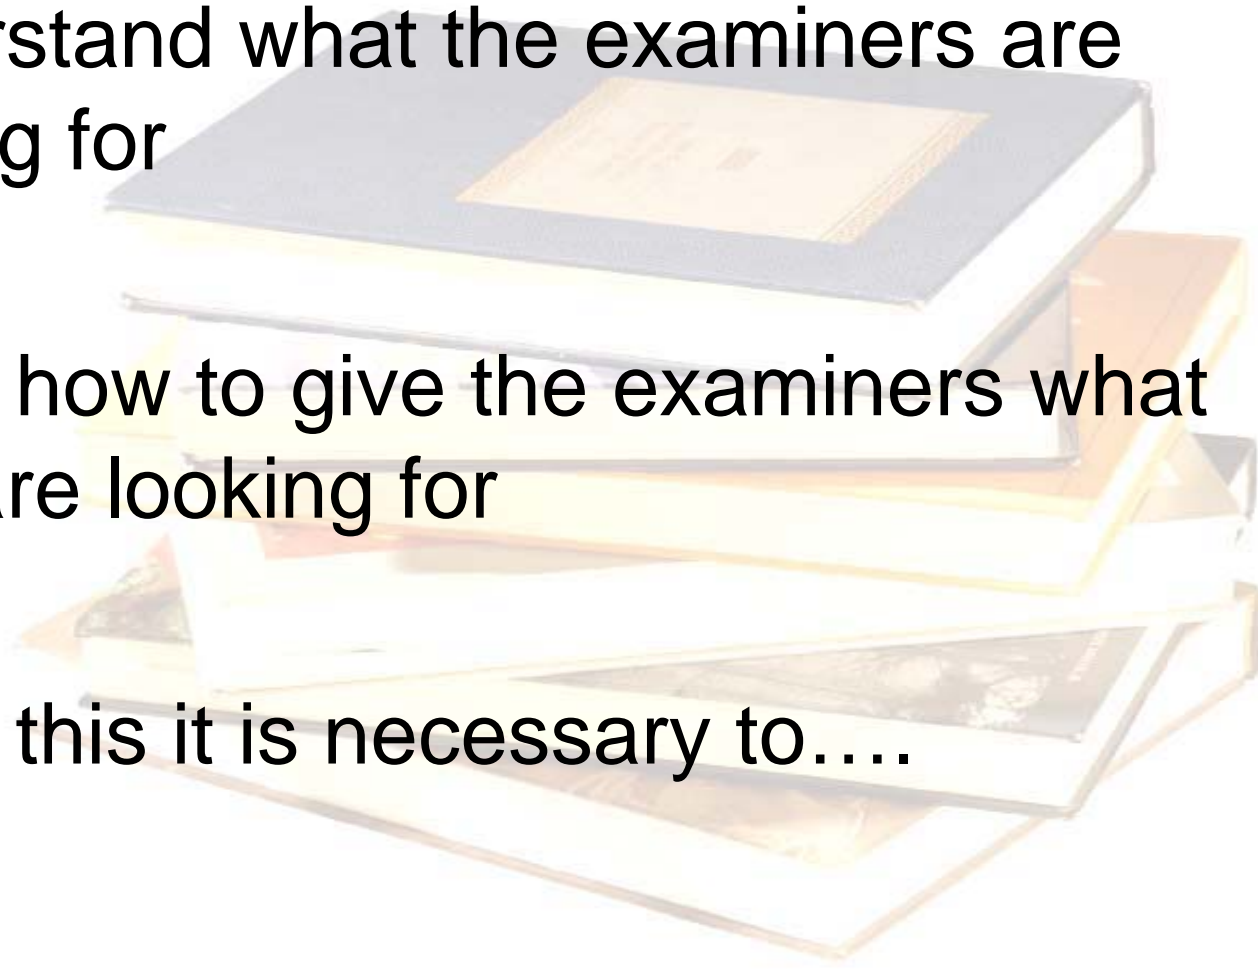 rstand what the examiners are
g for
how to give the examiners what
re looking for
this it is necessary to….